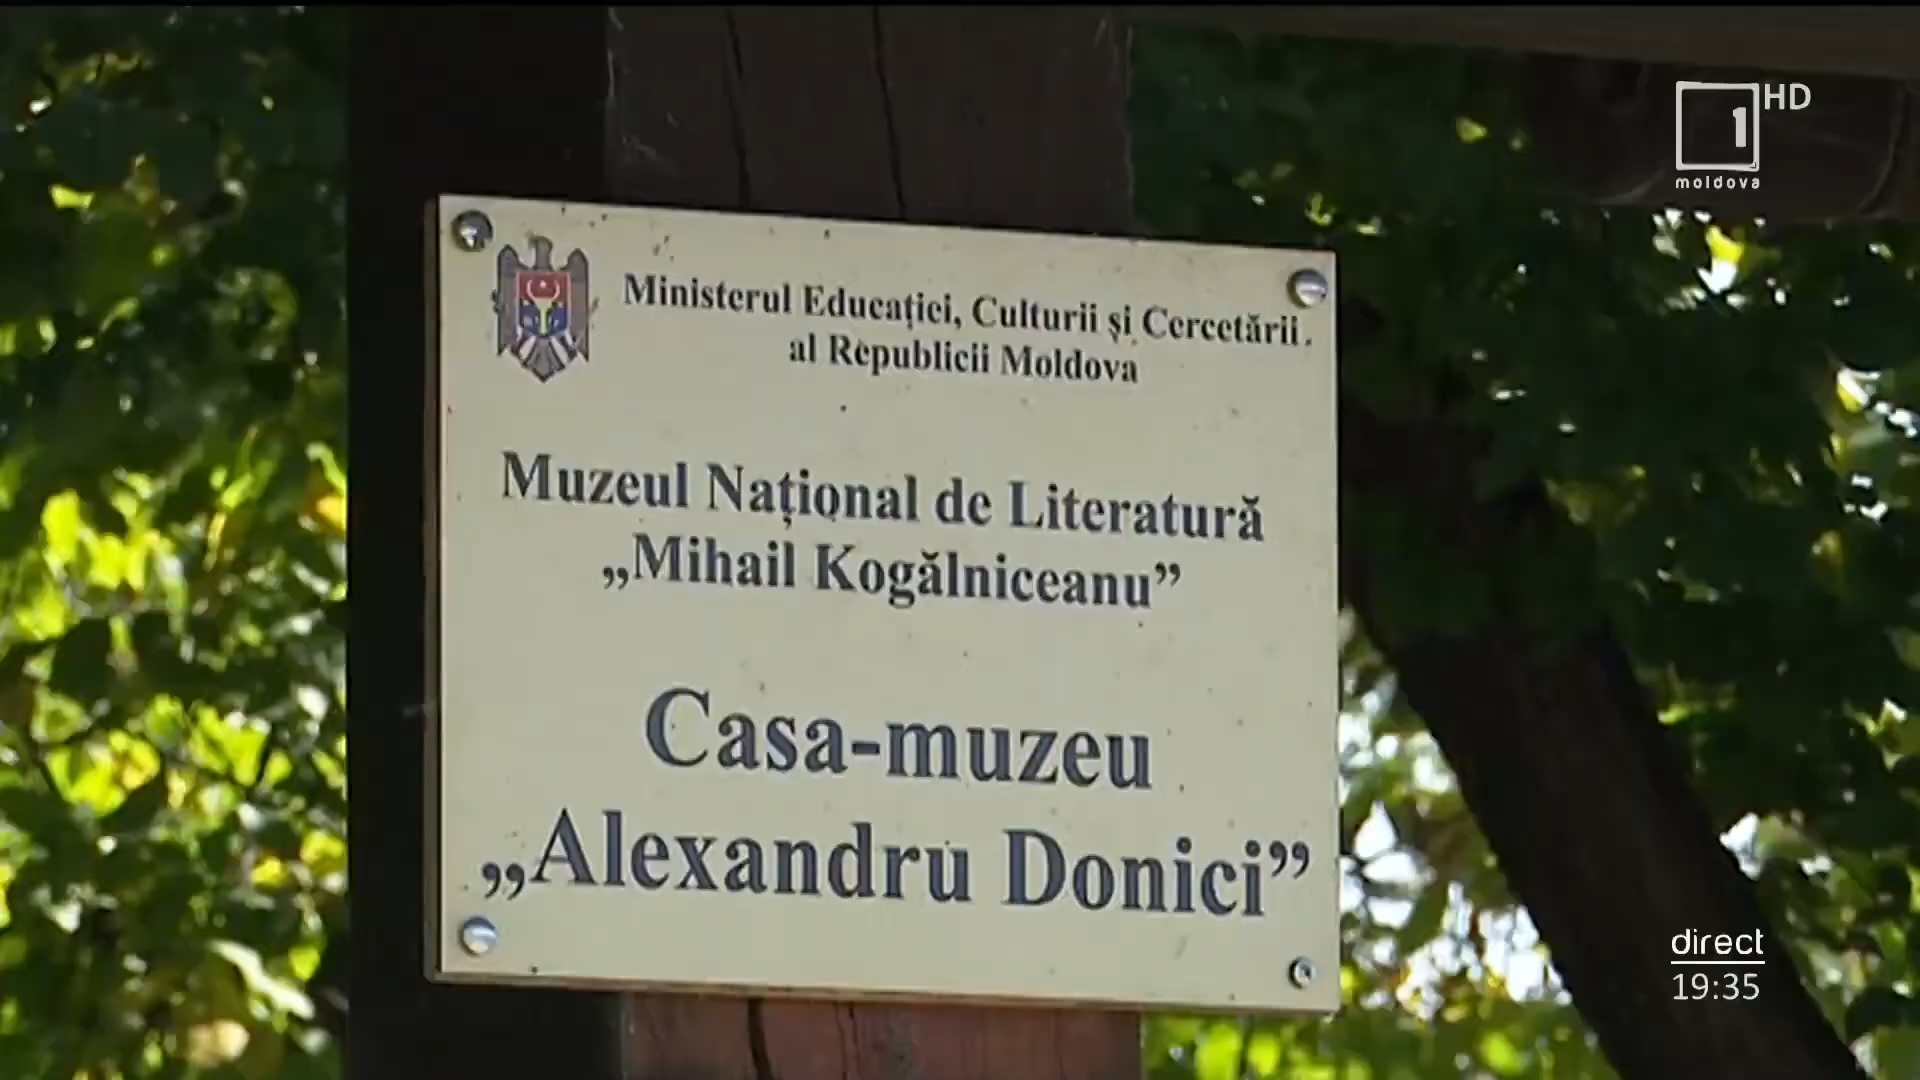 1 HD
moldova
Ministerul Educației, Culturii și Cercetării
al Republicii Moldova
Muzeul Național de Literatură
„Mihail Kogălniceanu”
Casa-muzeu
„Alexandru Donici”
direct
19:35